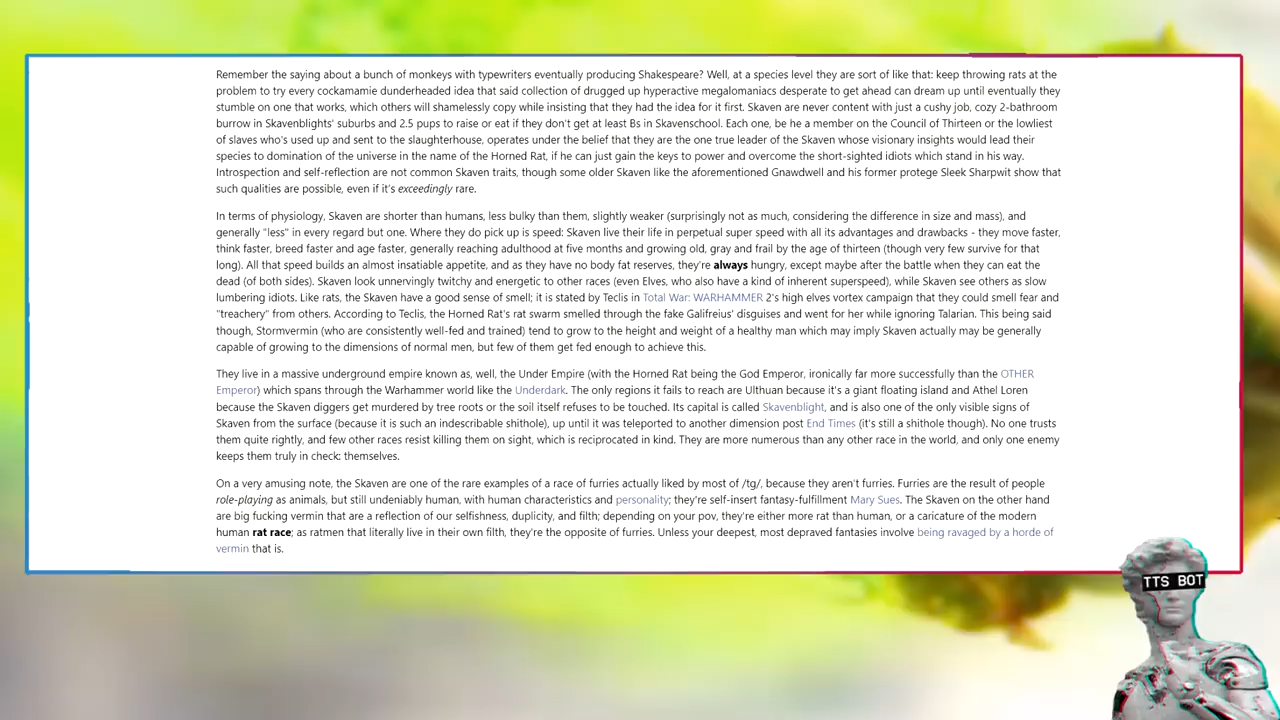 Remember the saying about a bunch of monkeys with typewriters eventually producing Shakespeare? Well, at a species level they are sort of like that: keep throwing rats at the
problem to try every cockamamie dunderheaded idea that said collection of drugged up hyperactive megalomaniacs desperate to get ahead can dream up until eventually they
stumble on one that works, which others will shamelessly copy while insisting that they had the idea for it first. Skaven are never content with just a cushy job, cozy 2-bathroom
burrow in Skavenblights' suburbs and 2.5 pups to raise or eat if they don't get at least Bs in Skavenschool. Each one, be he a member on the Council of Thirteen or the lowliest
of slaves who's used up and sent to the slaughterhouse, operates under the belief that they are the one true leader of the Skaven whose visionary insights would lead their
species to domination of the universe in the name of the Horned Rat, if he can just gain the keys to power and overcome the short-sighted idiots which stand in his way.
Introspection and self-reflection are not common Skaven traits, though some older Skaven like the aforementioned Gnawdwell and his former protege Sleek Sharpwit show that
such qualities are possible, even if it's exceedingly rare.
In terms of physiology, Skaven are shorter than humans, less bulky than them, slightly weaker (surprisingly not as much, considering the difference in size and mass), and
generally "less" in every regard but one. Where they do pick up is speed: Skaven live their life in perpetual super speed with all its advantages and drawbacks - they move faster,
think faster, breed faster and age faster, generally reaching adulthood at five months and growing old, gray and frail by the age of thirteen (though very few survive for that
long). All that speed builds an almost insatiable appetite, and as they have no body fat reserves, they're always hungry, except maybe after the battle when they can eat the
dead (of both sides). Skaven look unnervingly twitchy and energetic to other races (even Elves, who also have a kind of inherent superspeed), while Skaven see others as slow
lumbering idiots. Like rats, the Skaven have a good sense of smell; it is stated by Teclis in Total War: WARHAMMER 2's high elves vortex campaign that they could smell fear and
"treachery" from others. According to Teclis, the Horned Rat's rat swarm smelled through the fake Galifreius' disguises and went for her while ignoring Talarian. This being said
though, Stormvermin (who are consistently well-fed and trained) tend to grow to the height and weight of a healthy man which may imply Skaven actually may be generally
capable of growing to the dimensions of normal men, but few of them get fed enough to achieve this.
They live in a massive underground empire known as, well, the Under Empire (with the Horned Rat being the God Emperor, ironically far more successfully than the OTHER
Emperor) which spans through the Warhammer world like the Underdark. The only regions it fails to reach are Ulthuan because it's a giant floating island and Athel Loren
because the Skaven diggers get murdered by tree roots or the soil itself refuses to be touched. Its capital is called Skavenblight, and is also one of the only visible signs of
Skaven from the surface (because it is such an indescribable shithole), up until it was teleported to another dimension post End Times (it's still a shithole though). No one trusts
them quite rightly, and few other races resist killing them on sight, which is reciprocated in kind. They are more numerous than any other race in the world, and only one enemy
keeps them truly in check: themselves.
On a very amusing note, the Skaven are one of the rare examples of a race of furries actually liked by most of /tg/, because they aren't furries. Furries are the result of people
role-playing as animals, but still undeniably human, with human characteristics and personality; they're self-insert fantasy-fulfillment Mary Sues. The Skaven on the other hand
are big fucking vermin that are a reflection of our selfishness, duplicity, and filth; depending on your pov, they're either more rat than human, or a caricature of the modern
human rat race; as ratmen that literally live in their own filth, they're the opposite of furries. Unless your deepest, most depraved fantasies involve being ravaged by a horde of
vermin that is.
TTS BOT